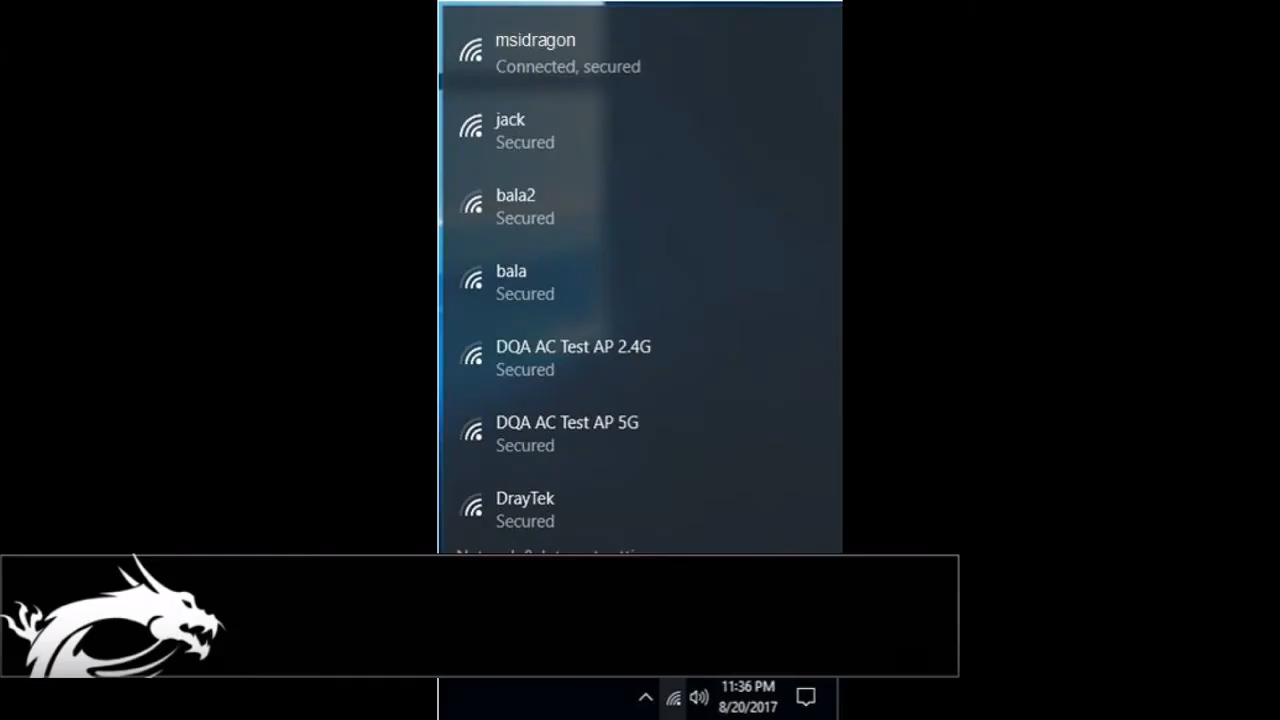 msidragon
Connected, secured
jack
Secured
bala2
Secured
bala
Secured
DQA AC Test AP 2.4G
Secured
DQA AC Test AP 5G
Secured
DrayTek
Secured
11:36 PM
8/20/2017